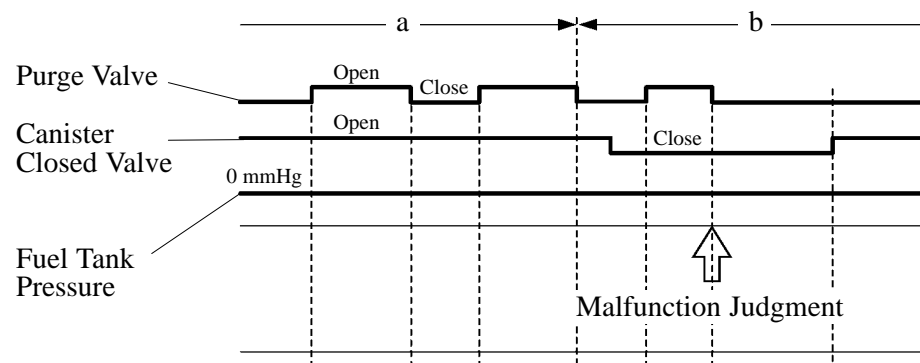 a
b
Purge Valve
Open
Close
Canister
Closed Valve
Open
Close
0 mmHg
Fuel Tank
Pressure
Malfunction Judgment